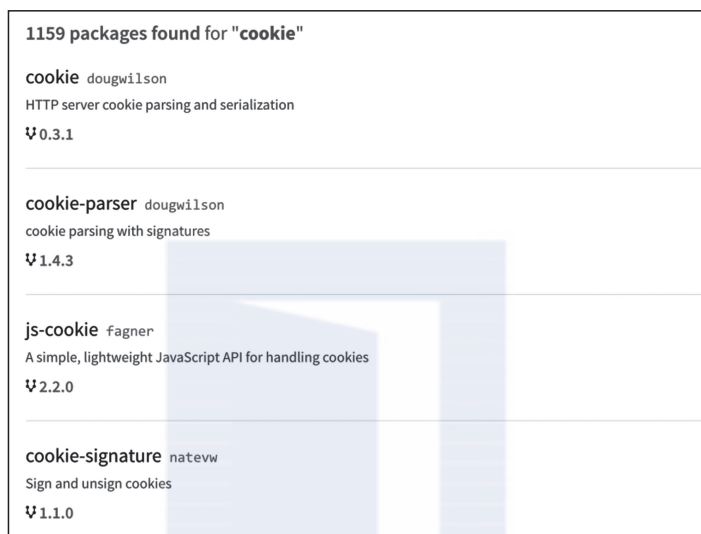 1159 packages found for "cookie"
cookie dougwilson
HTTP server cookie parsing and serialization
0.3.1
cookie-parser dougwilson
cookie parsing with signatures
1.4.3
js-cookie fagner
A simple, lightweight JavaScript API for handling cookies
2.2.0
cookie-signature natevw
Sign and unsign cookies
1.1.0